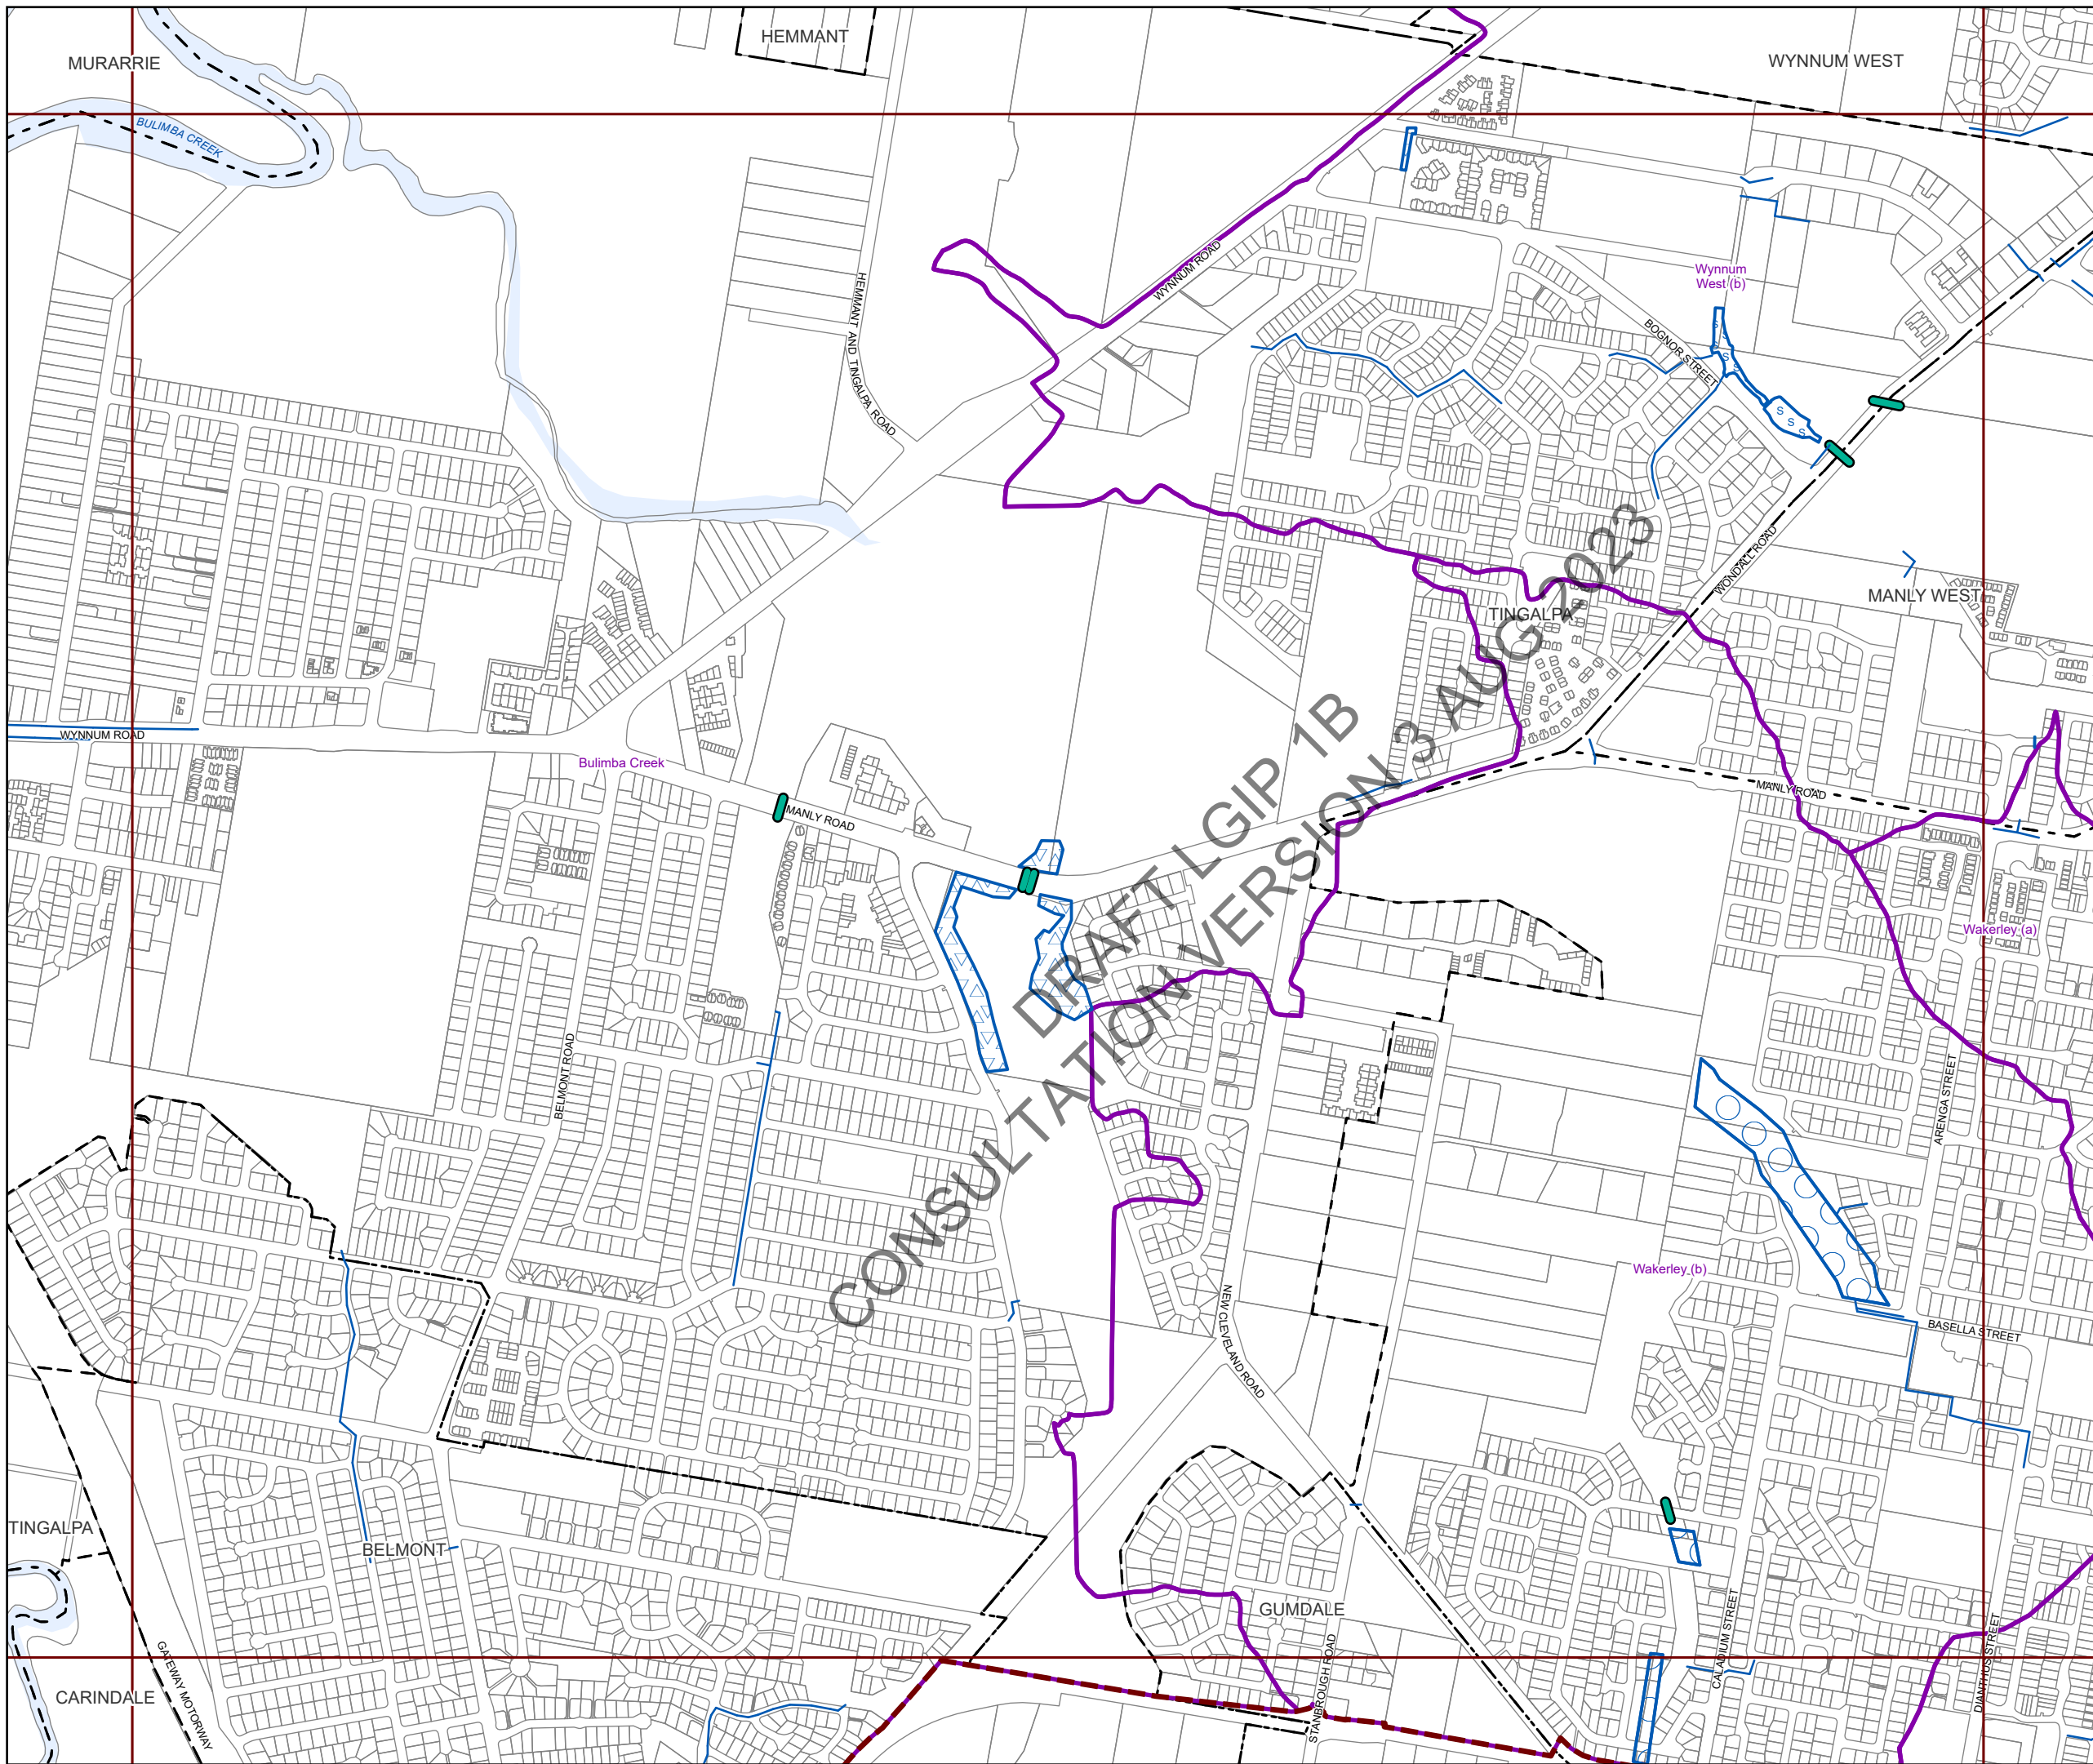 HEMMANT
MURARRIE
WYNNUM WEST
BULIMBA CREEK
WYNNUM ROAD
Wynnum
West (b)
HEMMANT AND TINGALPA ROAD
BOGNOR STREET
S
S
S
S
S
S
S
S
WONDALL ROAD
MANLY WEST
TINGALPA
WYNNUM ROAD
Bulimba Creek
MANLY ROAD
MANLY ROAD
DRAFT LGIP 1B
CONSULTATION VERSION 3 AUG 2023
Wakerley (a)
BELMONT ROAD
ARENGA STREET
Wakerley (b)
NEW CLEVELAND ROAD
BASELLA STREET
TINGALPA
BELMONT
GUMDALE
CALADIUM STREET
DIANTHUS STREET
STANBROUGH ROAD
GATEWAY MOTORWAY
CARINDALE